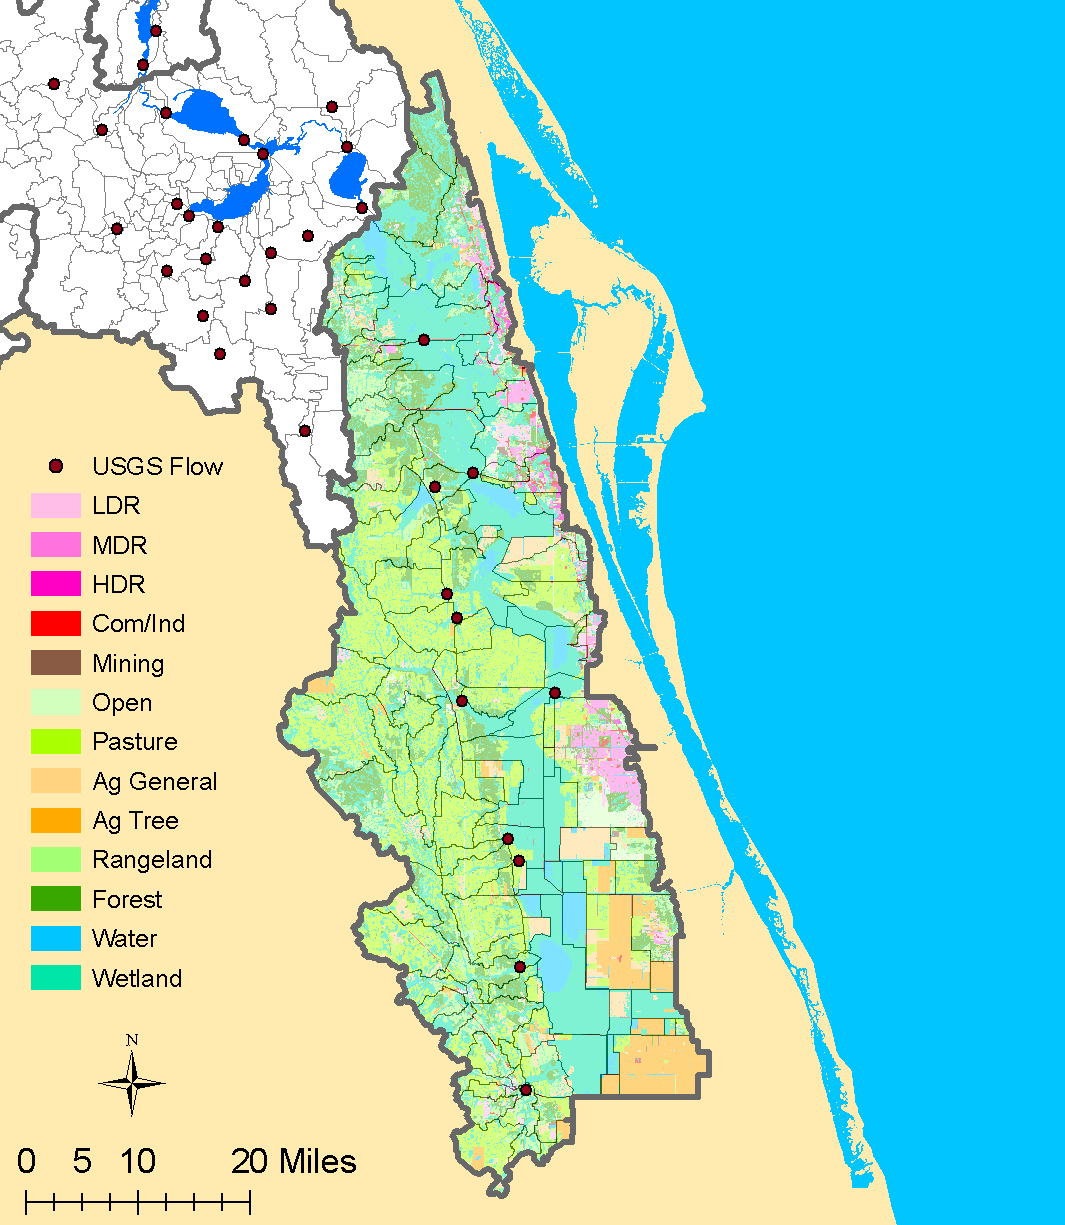 USGS Flow
LDR
MDR
HDR
Com/Ind
Mining
Open
Pasture
Ag General
Ag Tree
Rangeland
Forest
Water
Wetland
N
0 5 10 20 Miles